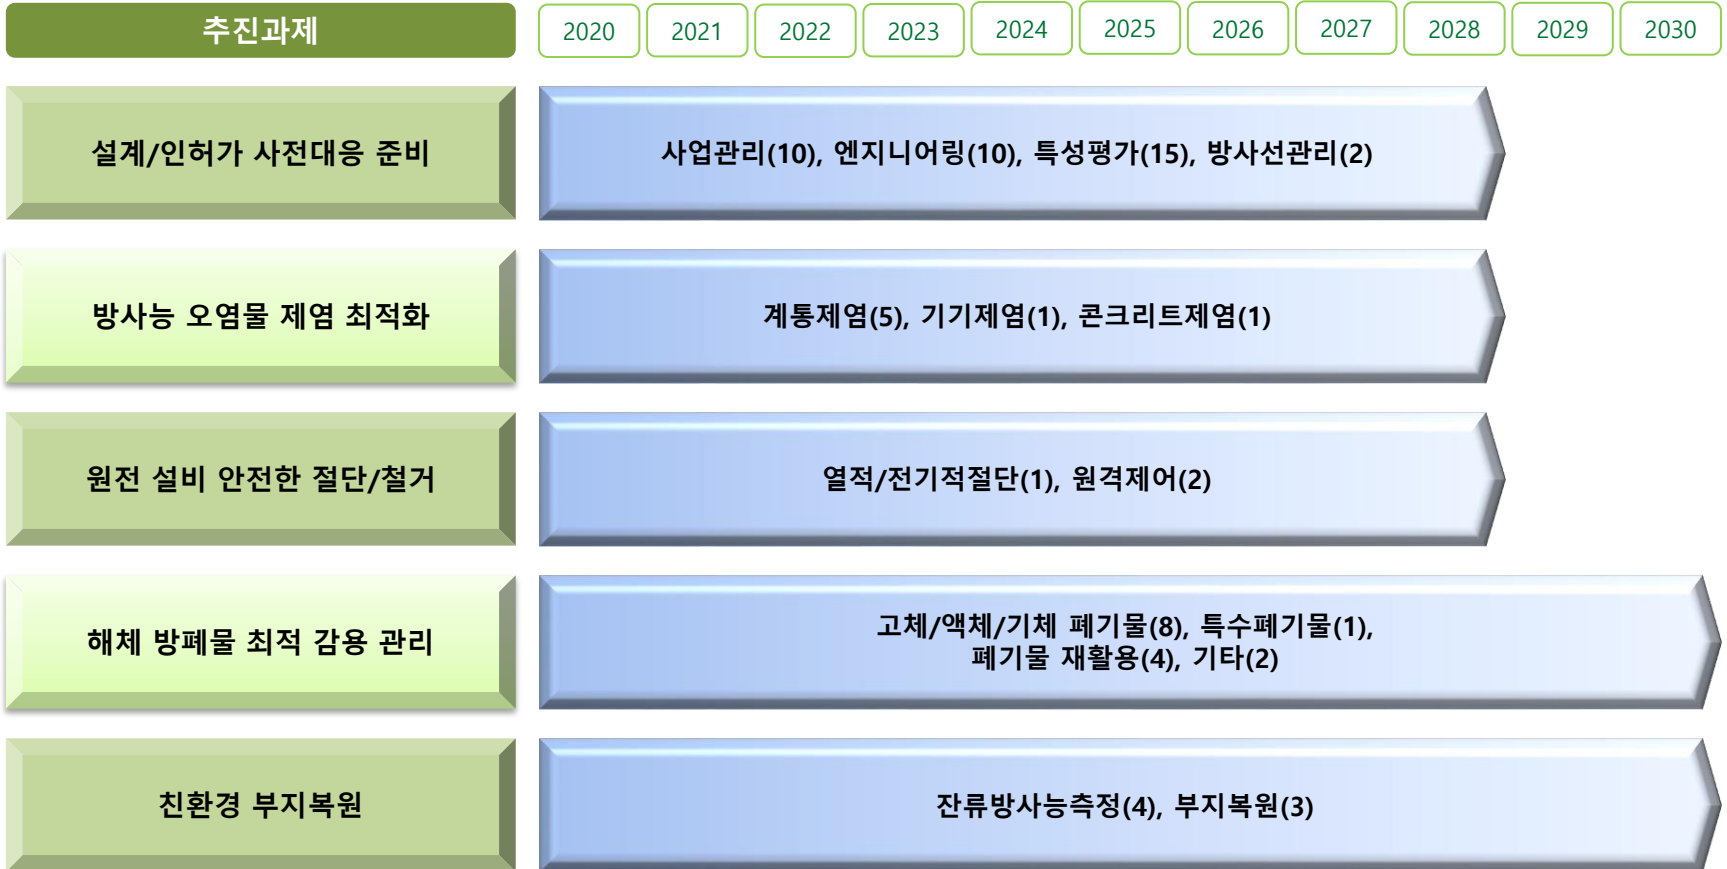 추진과제
2020 2021 2022 2023 2024 2025 2026 2027 2028 2029 2030
설계/인허가 사전대응 준비
사업관리(10), 엔지니어링(10), 특성평가(15), 방사선관리(2)
방사능 오염물 제염 최적화
계통제염(5), 기기제염(1), 콘크리트제염(1)
원전 설비 안전한 절단/철거
열적/전기적절단(1), 원격제어(2)
해체 방폐물 최적 감용 관리
고체/액체/기체 폐기물(8), 특수폐기물(1),
폐기물 재활용(4), 기타(2)
친환경 부지복원
잔류방사능측정(4), 부지복원(3)